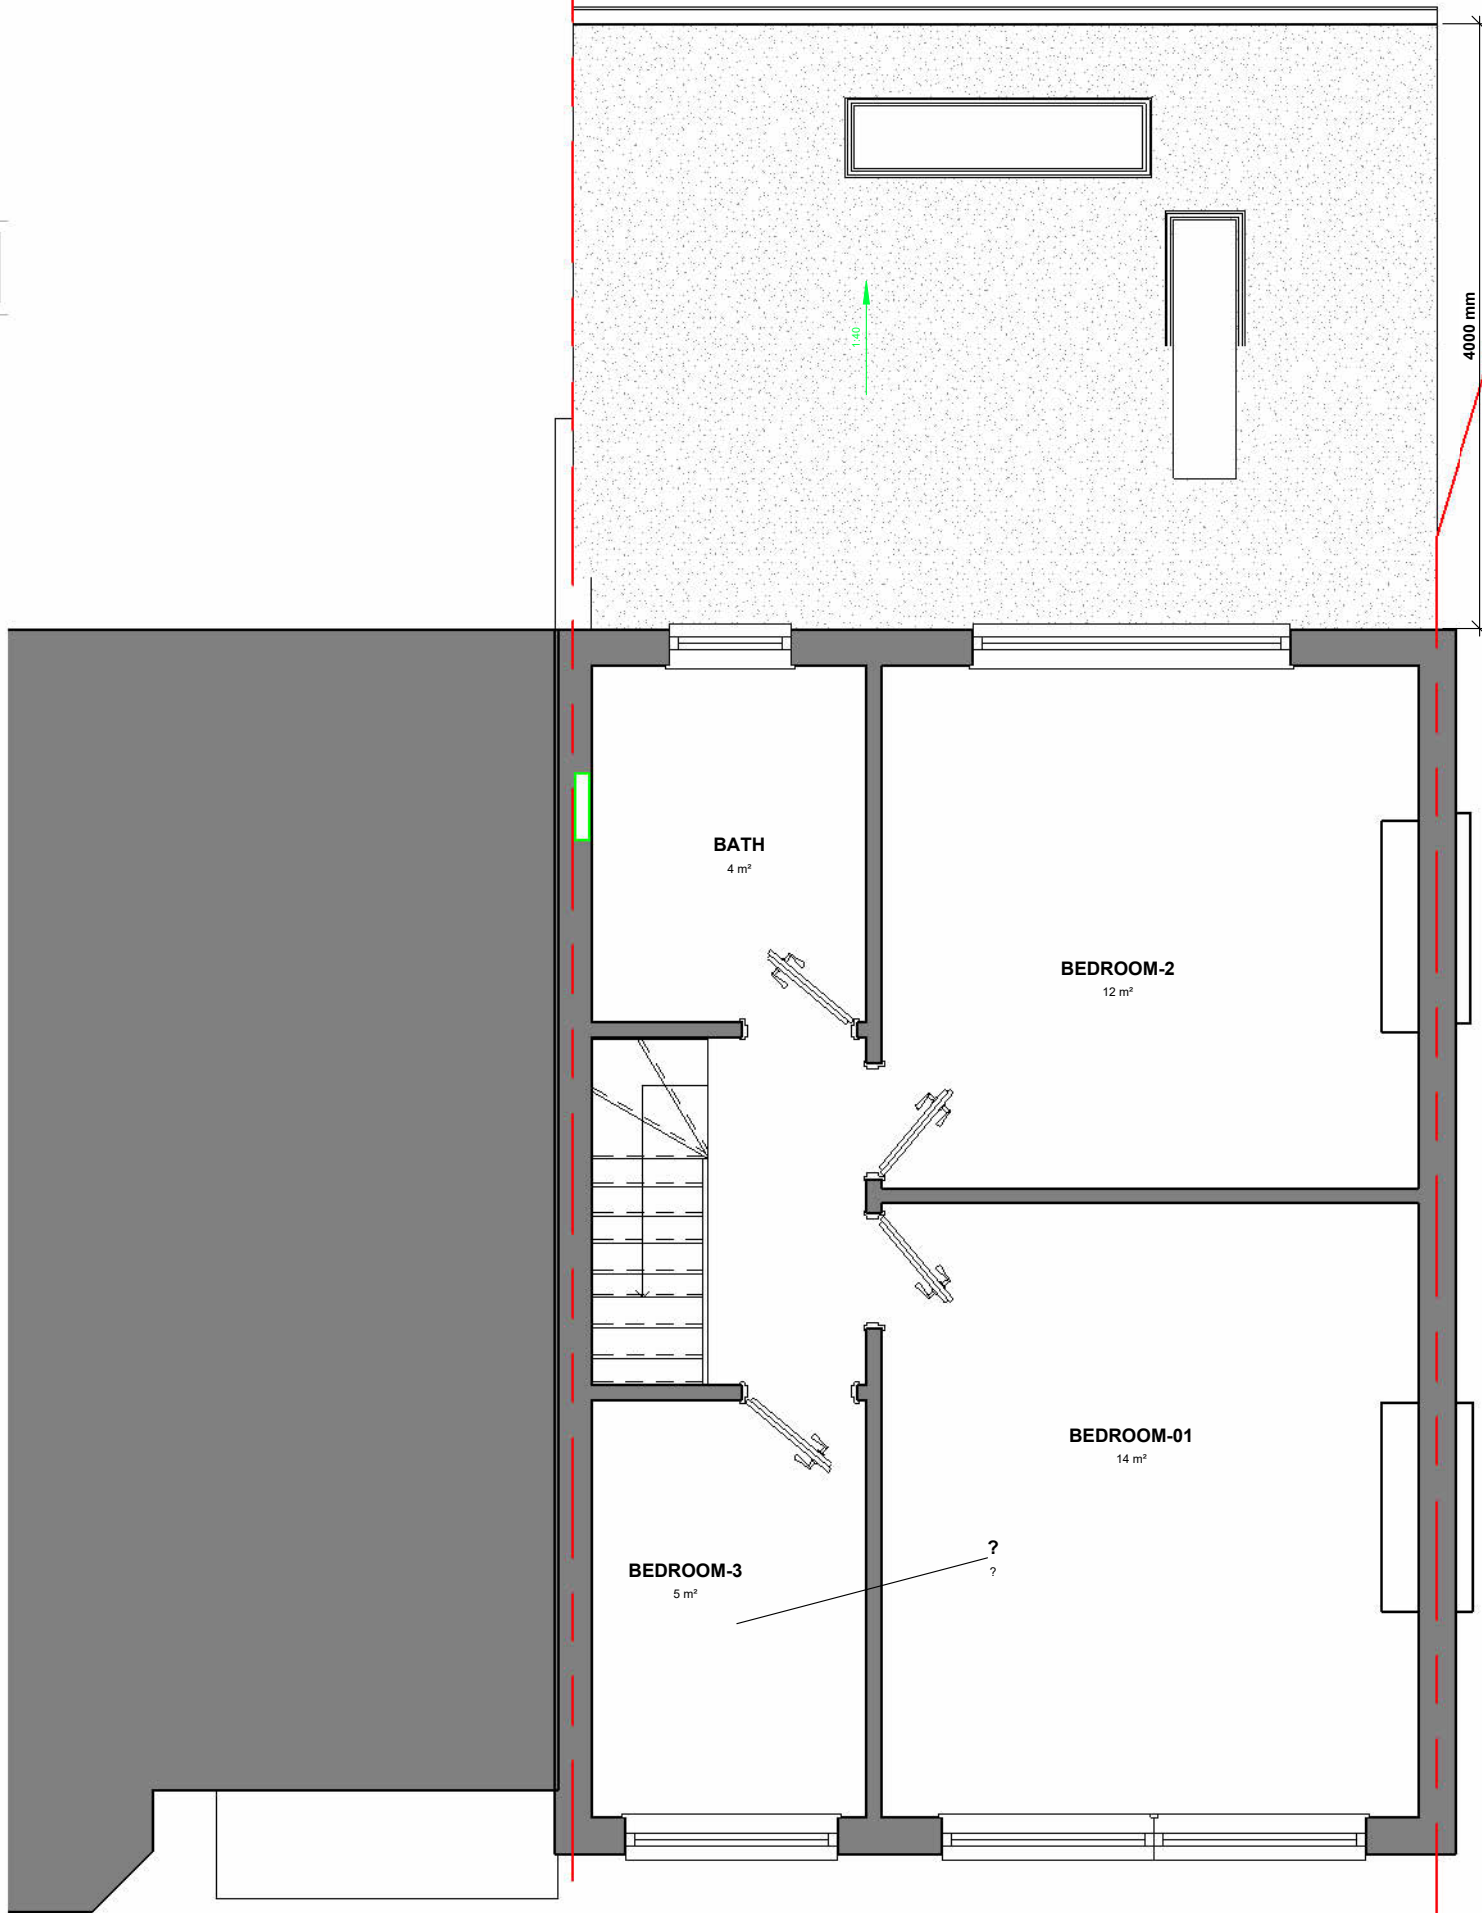 4000 mm
1:40
BATH
4 m²
BEDROOM-2
12 m²
BEDROOM-01
14 m²
?
?
BEDROOM-3
5 m²